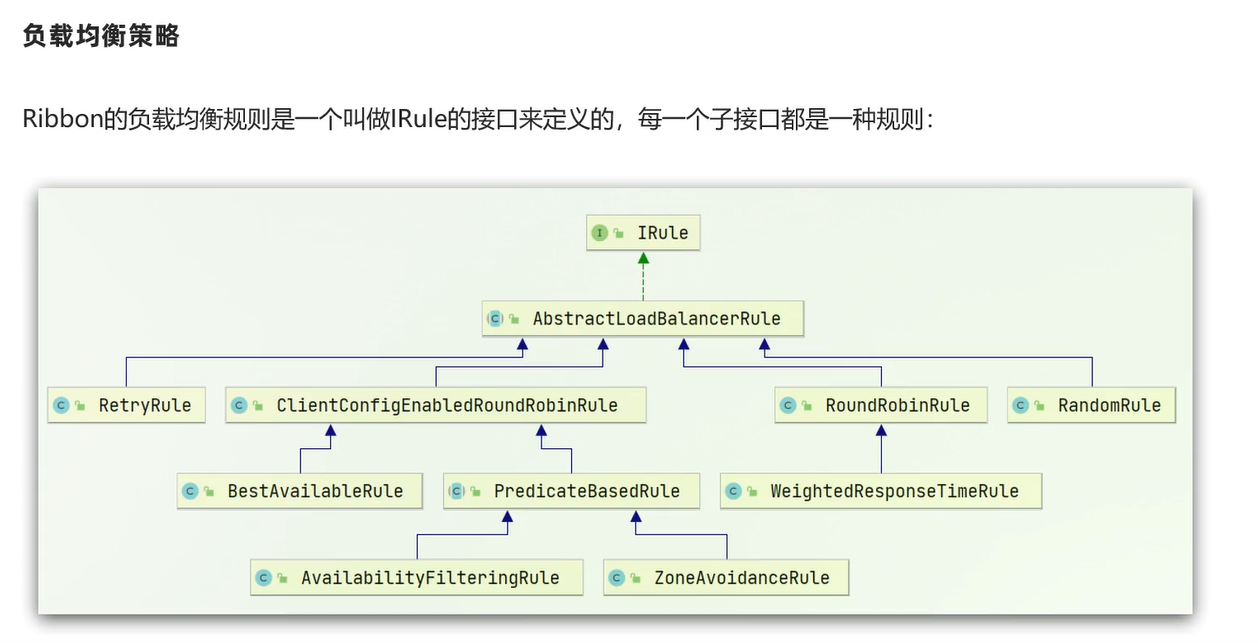 负载均衡策略
Ribbon的负载均衡规则是一个叫做IRule的接口来定义的，每一个子接口都是一种规则：
I IRule
C AbstractLoadBalancerRule
C RetryRule C ClientConfigEnabledRoundRobinRule C RoundRobinRule C RandomRule
C BestAvailableRule C PredicateBasedRule C WeightedResponseTimeRule
C AvailabilityFilteringRule C ZoneAvoidanceRule